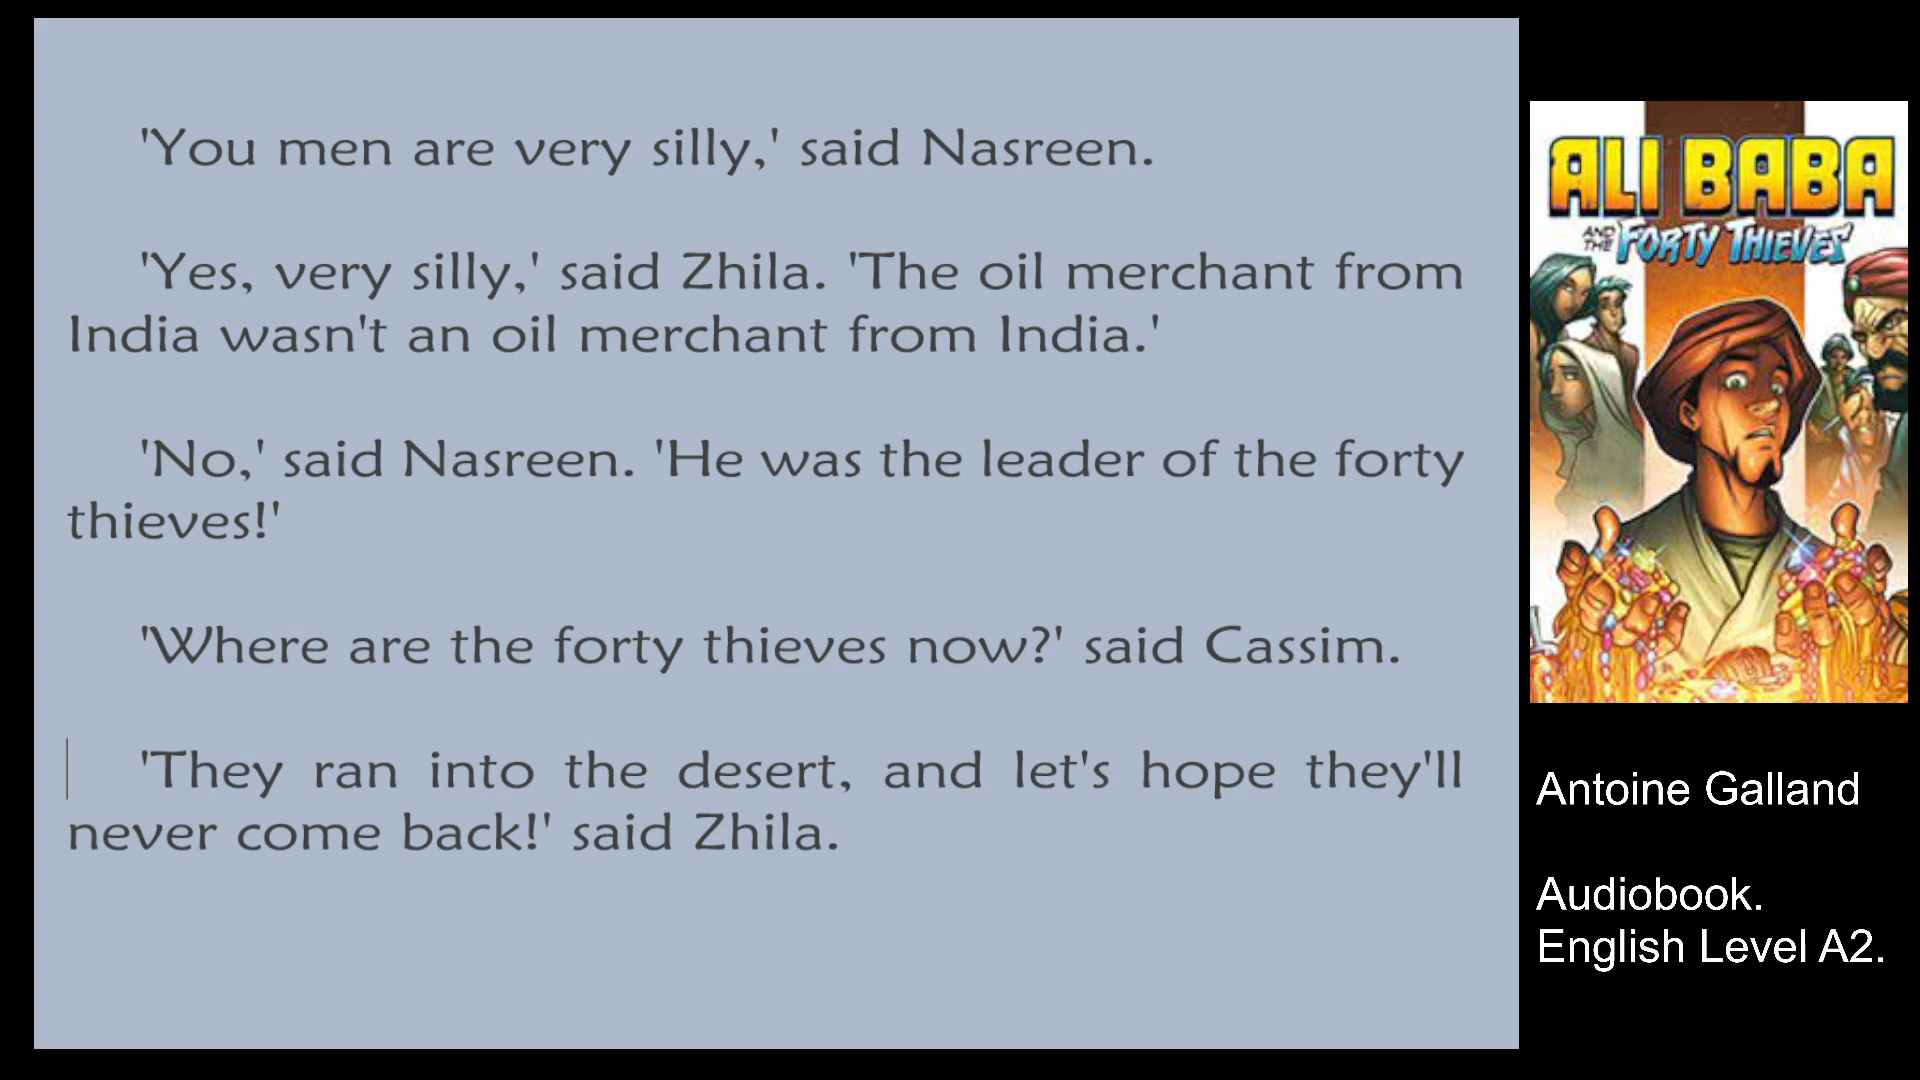 'You men are very silly,' said Nasreen.
'Yes, very silly,' said Zhila. 'The oil merchant from
India wasn't an oil merchant from India.'
'No,' said Nasreen. 'He was the leader of the forty
thieves!'
'Where are the forty thieves now?' said Cassim.
'They ran into the desert, and let's hope they'll
never come back!' said Zhila.
ALI BABA
AND THE FORTY THIEVES
Antoine Galland
Audiobook.
English Level A2.